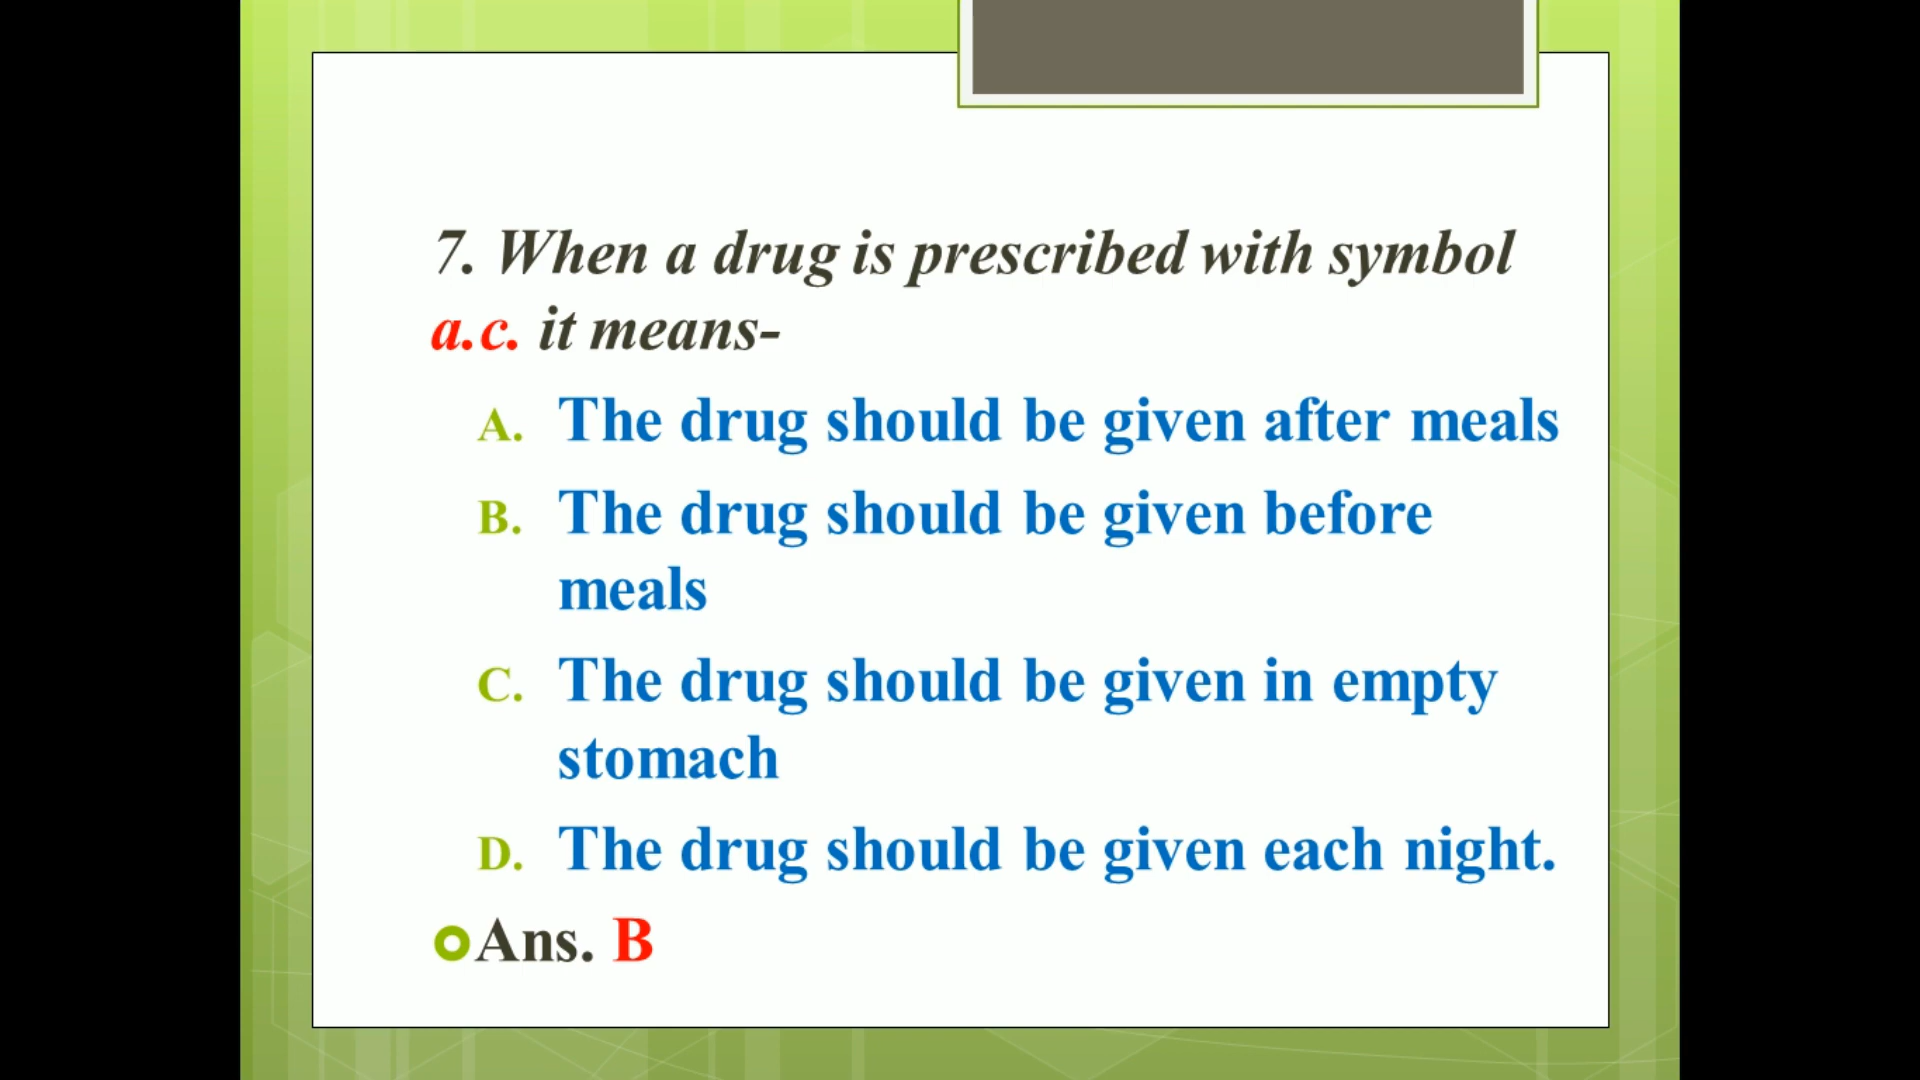 7. When a drug is prescribed with symbol
a.c. it means-
A. The drug should be given after meals
B. The drug should be given before
meals
C. The drug should be given in empty
stomach
D. The drug should be given each night.
Ans. B